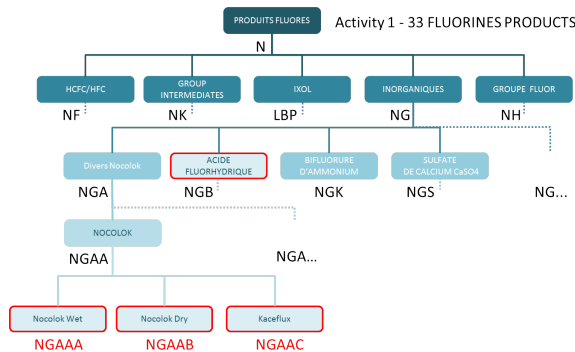 PRODUITS FLUORES
Activity 1 - 33 FLUORINES PRODUCTS
N
HCFC/HFC
GROUP
INTERMEDIATES
IXOL
INORGANIQUES
GROUPE FLUOR
NF
NK
LBP
NG
NH
Divers Nocolok
ACIDE
FLUORHYDRIQUE
BIFLUORURE
D'AMMONIUM
SULFATE
DE CALCIUM CaSO4
NGA
NGB
NGK
NGS
NG...
NOCOLOK
NGAA
NGA...
Nocolok Wet
Nocolok Dry
Kaceflux
NGAAA
NGAAB
NGAAC